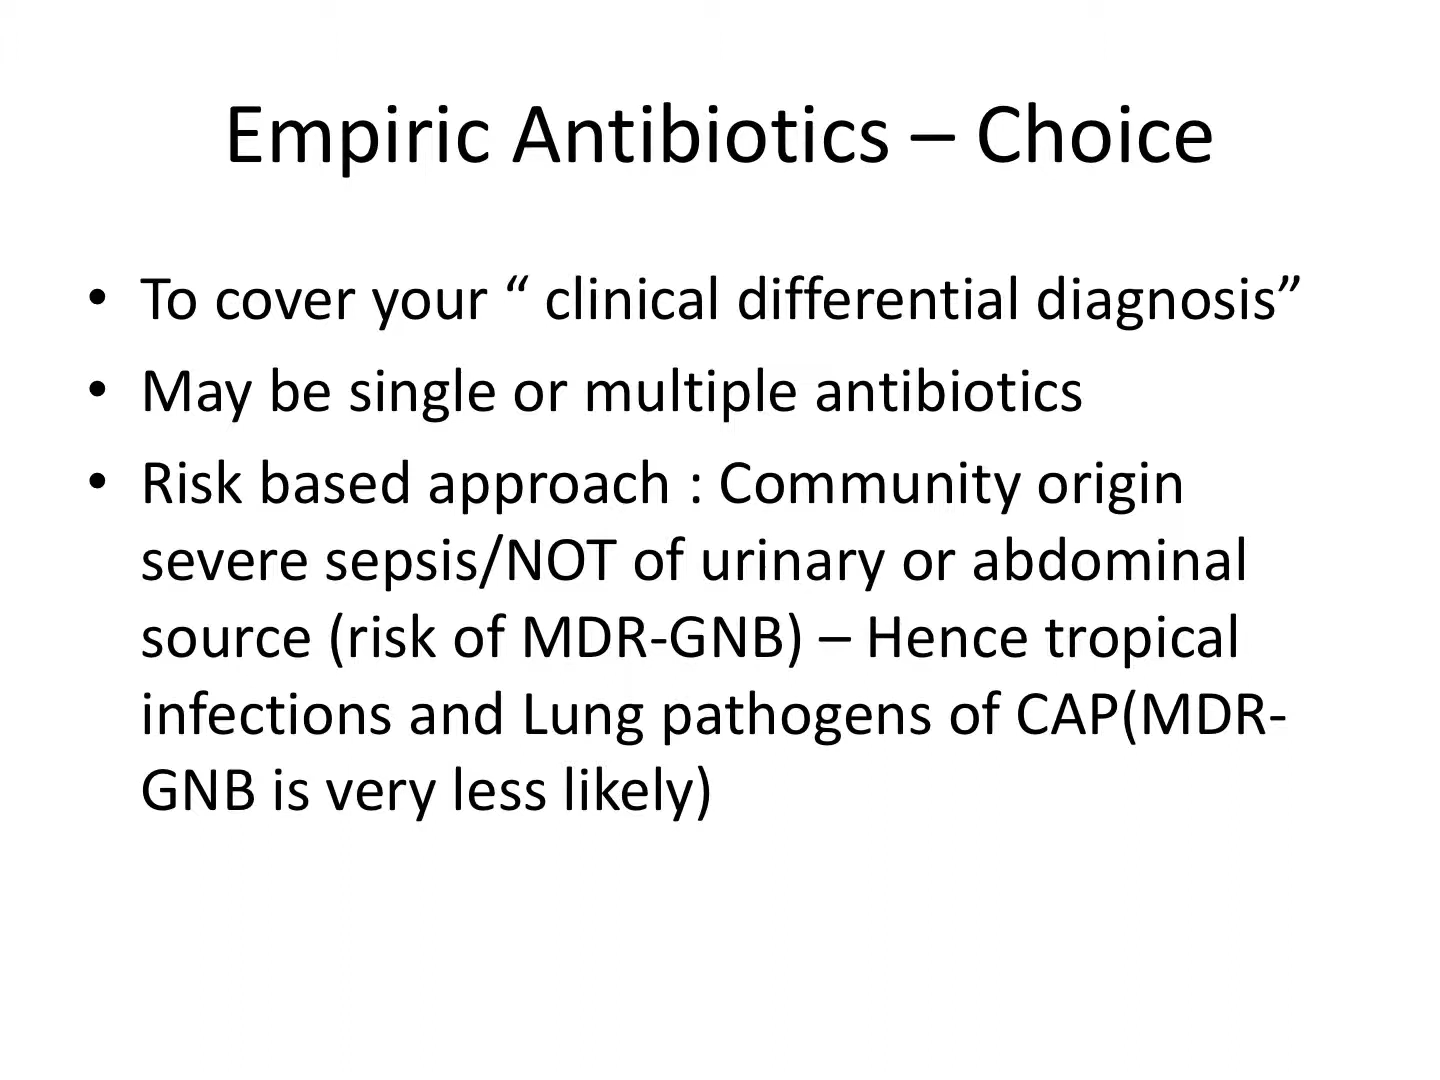 Empiric Antibiotics – Choice
• To cover your “ clinical differential diagnosis”
• May be single or multiple antibiotics
• Risk based approach : Community origin
severe sepsis/NOT of urinary or abdominal
source (risk of MDR-GNB) – Hence tropical
infections and Lung pathogens of CAP(MDR-
GNB is very less likely)